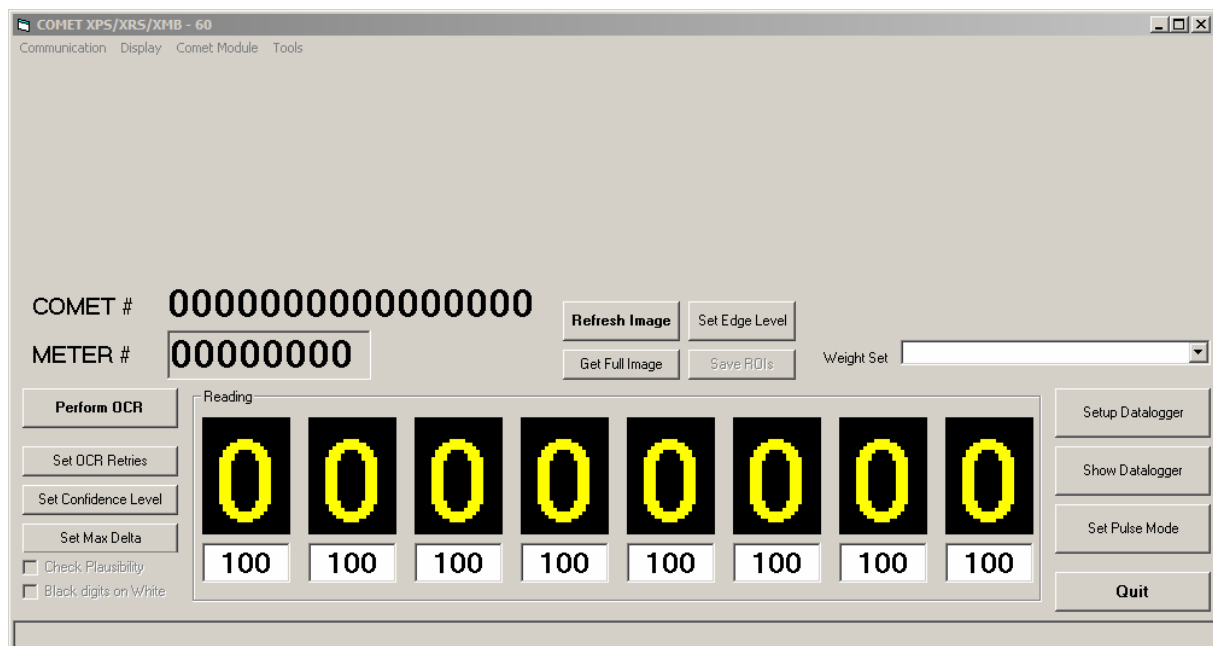 COMET XPS/XRS/XMB - 60
Communication Display Comet Module Tools
COMET # 0000000000000000
METER # 00000000
Refresh Image Set Edge Level
Get Full Image Save ROIs
Weight Set
Perform OCR
Set OCR Retries
Set Confidence Level
Set Max Delta
Check Plausibility
Black digits on White
Reading
0 0 0 0 0 0 0 0
100 100 100 100 100 100 100 100
Setup Datalogger
Show Datalogger
Set Pulse Mode
Quit